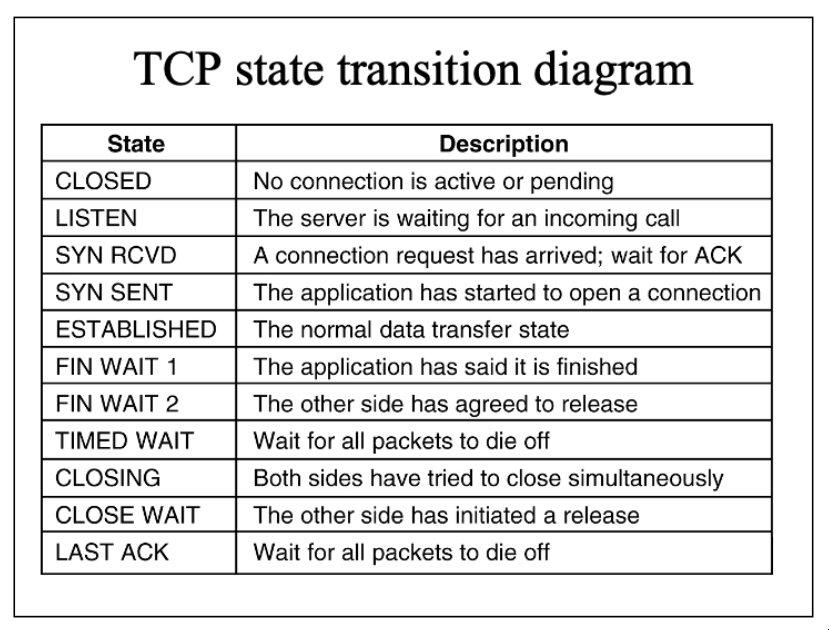 TCP state transition diagram
State Description
CLOSED No connection is active or pending
LISTEN The server is waiting for an incoming call
SYN RCVD A connection request has arrived; wait for ACK
SYN SENT The application has started to open a connection
ESTABLISHED The normal data transfer state
FIN WAIT 1 The application has said it is finished
FIN WAIT 2 The other side has agreed to release
TIMED WAIT Wait for all packets to die off
CLOSING Both sides have tried to close simultaneously
CLOSE WAIT The other side has initiated a release
LAST ACK Wait for all packets to die off